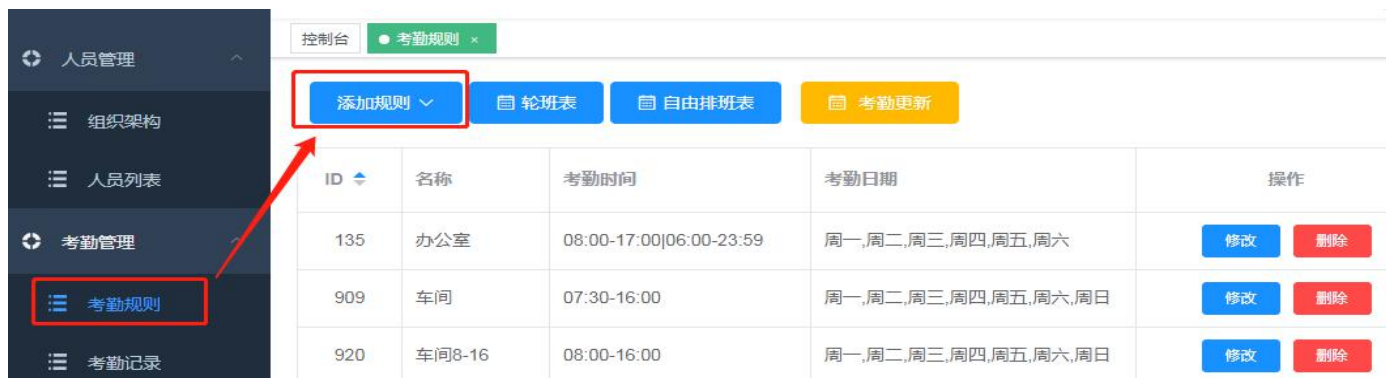 人员管理
组织架构
人员列表
考勤管理
考勤规则
考勤记录
控制台 考勤规则 ×
添加规则 轮班表 自由排班表 考勤更新
ID 名称 考勤时间 考勤日期 操作
135 办公室 08:00-17:00|06:00-23:59 周一,周二,周三,周四,周五,周六 修改 删除
909 车间 07:30-16:00 周一,周二,周三,周四,周五,周六,周日 修改 删除
920 车间8-16 08:00-16:00 周一,周二,周三,周四,周五,周六,周日 修改 删除